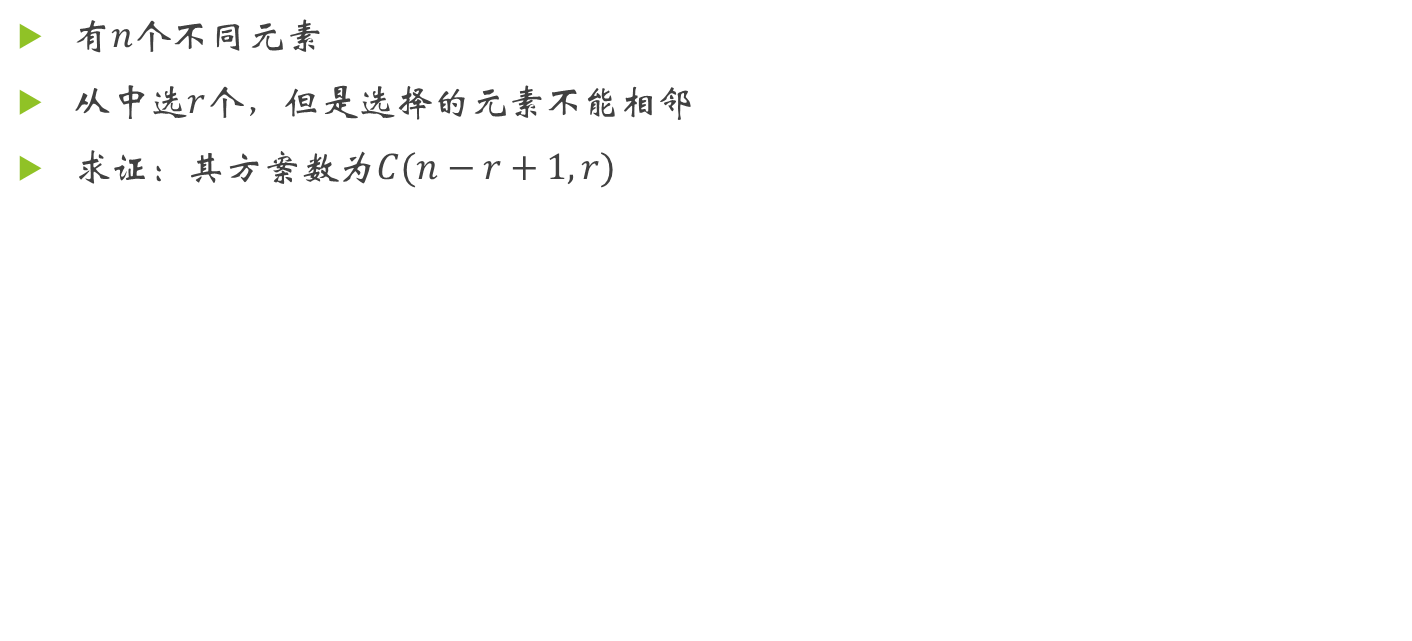 有n个不同元素
从中选r个，但是选择的元素不能相邻
求证：其方案数为C(n − r + 1, r)